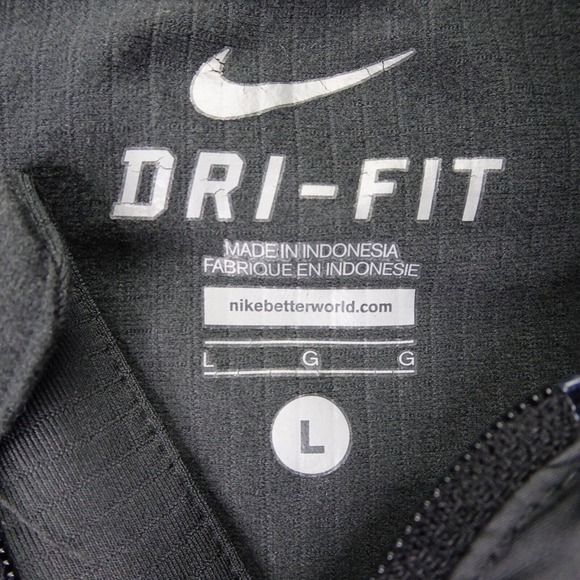 DRI-FIT
MADE IN INDONESIA
FABRIQUE EN INDONESIE
nikebetterworld.com
L G G
L